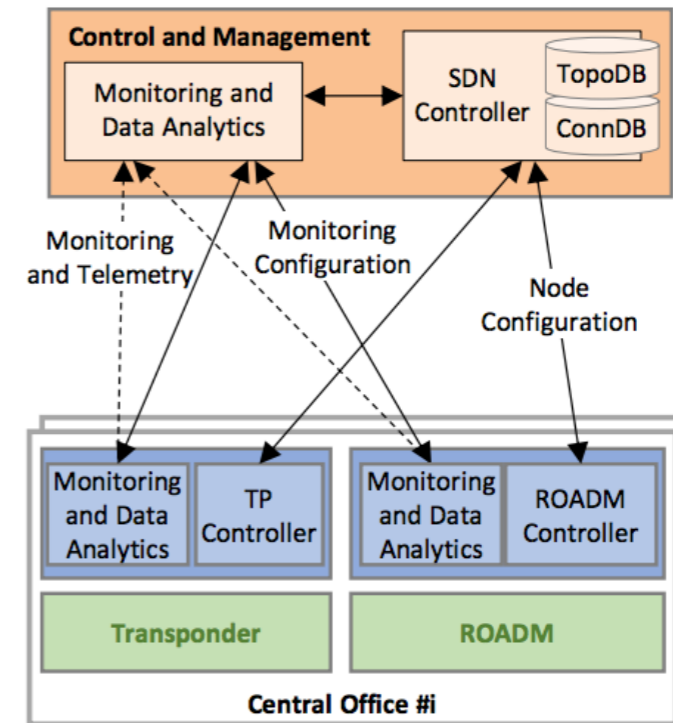 Control and Management
Monitoring and
Data Analytics
SDN
Controller
TopoDB
ConnDB
Monitoring
and Telemetry
Monitoring
Configuration
Node
Configuration
Monitoring
and Data
Analytics
TP
Controller
Monitoring
and Data
Analytics
ROADM
Controller
Transponder
ROADM
Central Office #i